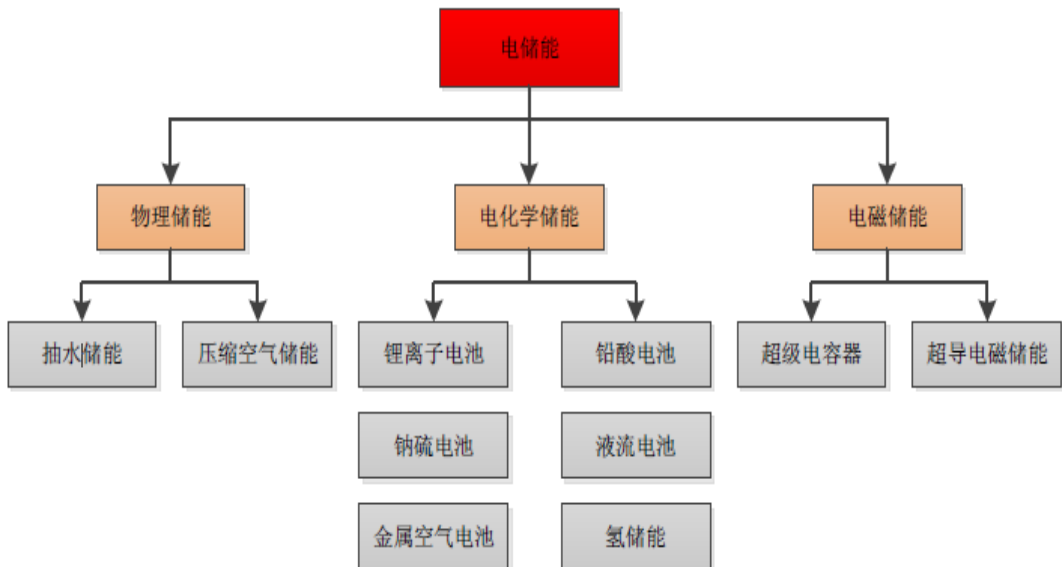 电储能
物理储能
电化学储能
电磁储能
抽水储能
压缩空气储能
锂离子电池
铅酸电池
超级电容器
超导电磁储能
钠硫电池
液流电池
金属空气电池
氢储能